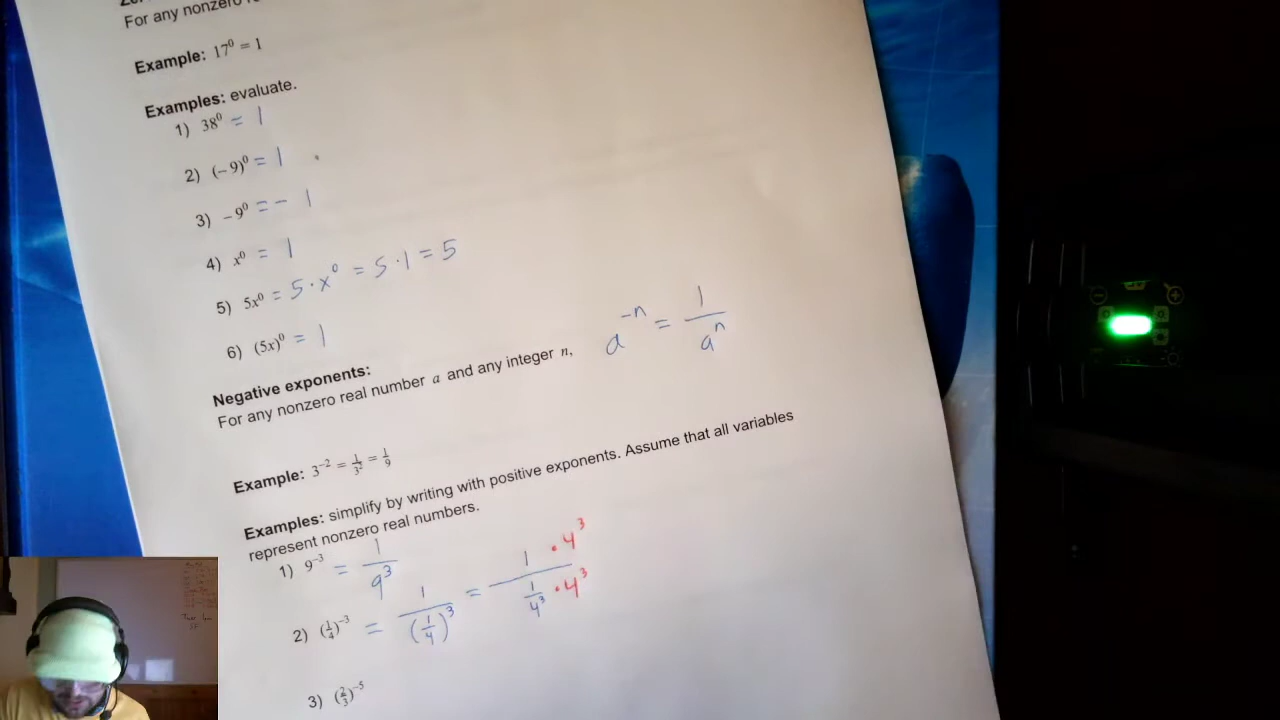 For any nonzero
Example: 17⁰ = 1
Examples: evaluate.
1) 38⁰ = 1
2) (−9)⁰ = 1
3) −9⁰ = − 1
4) x⁰ = 1
5) 5x⁰ = 5 · x⁰ = 5 · 1 = 5
6) (5x)⁰ = 1
Negative exponents:
For any nonzero real number a and any integer n, a⁻ⁿ = 1/aⁿ
Example: 3⁻² = 1/3² = 1/9
Examples: simplify by writing with positive exponents. Assume that all variables
represent nonzero real numbers.
1) 9⁻³ = 1/9³
2) (1/4)⁻³ = 1/(1/4)³ = (1 · 4³)/(1/4³ · 4³)
3) (2/3)⁻⁵